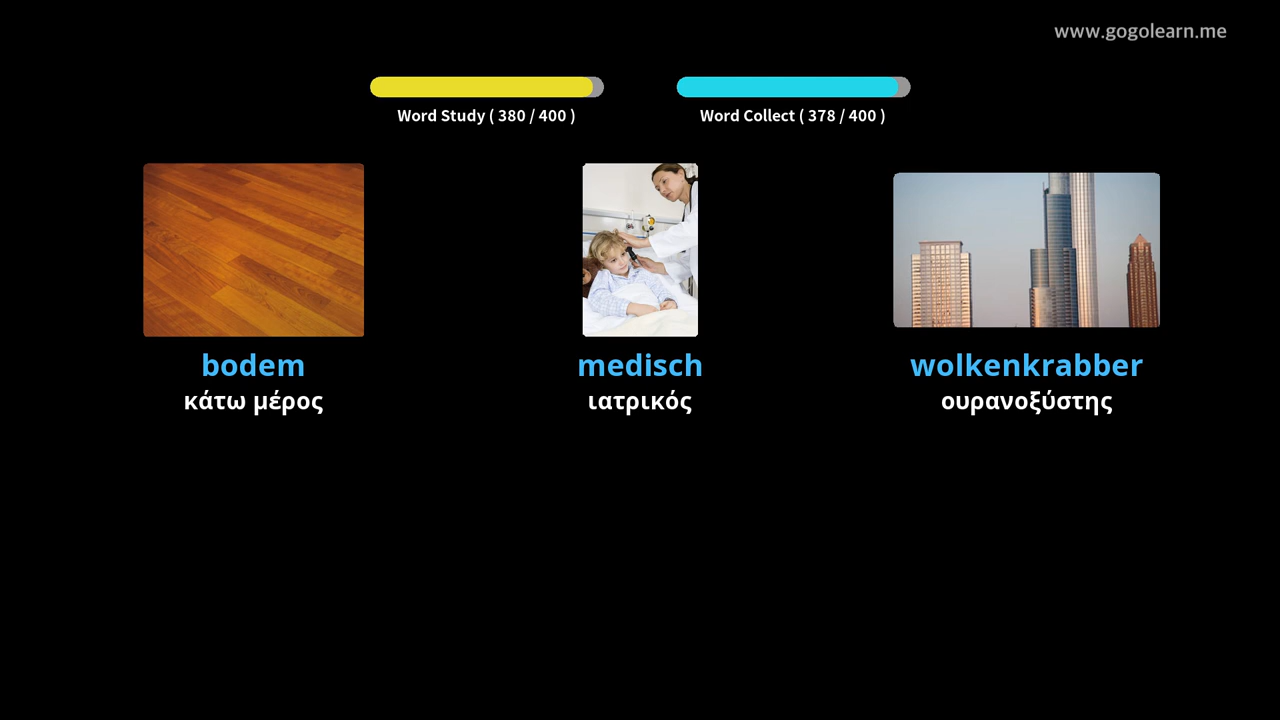 www.gogolearn.me
Word Study ( 380 / 400 )
Word Collect ( 378 / 400 )
bodem
κάτω μέρος
medisch
ιατρικός
wolkenkrabber
ουρανοξύστης